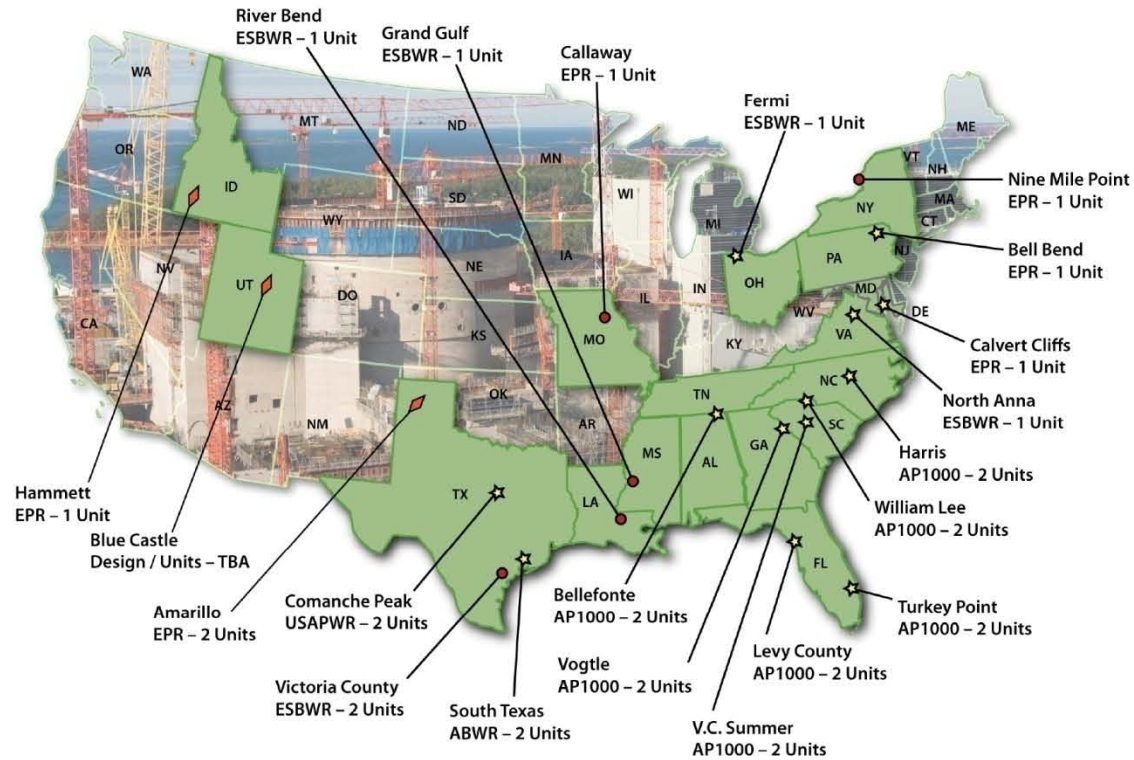 River Bend
ESBWR – 1 Unit
Grand Gulf
ESBWR – 1 Unit
Callaway
EPR – 1 Unit
Fermi
ESBWR – 1 Unit
Nine Mile Point
EPR – 1 Unit
Bell Bend
EPR – 1 Unit
Calvert Cliffs
EPR – 1 Unit
North Anna
ESBWR – 1 Unit
Harris
AP1000 – 2 Units
William Lee
AP1000 – 2 Units
Turkey Point
AP1000 – 2 Units
Levy County
AP1000 – 2 Units
V.C. Summer
AP1000 – 2 Units
Vogtle
AP1000 – 2 Units
Bellefonte
AP1000 – 2 Units
South Texas
ABWR – 2 Units
Victoria County
ESBWR – 2 Units
Comanche Peak
USAPWR – 2 Units
Amarillo
EPR – 2 Units
Blue Castle
Design / Units – TBA
Hammett
EPR – 1 Unit
WA
OR
CA
NV
ID
MT
ND
SD
MN
WI
MI
WY
UT
DO
NE
IA
KS
MO
IL
IN
OH
KY
WV
PA
NY
VT
NH
ME
MA
CT
NJ
MD
DE
VA
NC
SC
TN
GA
AL
MS
AR
LA
OK
TX
NM
AZ
FL